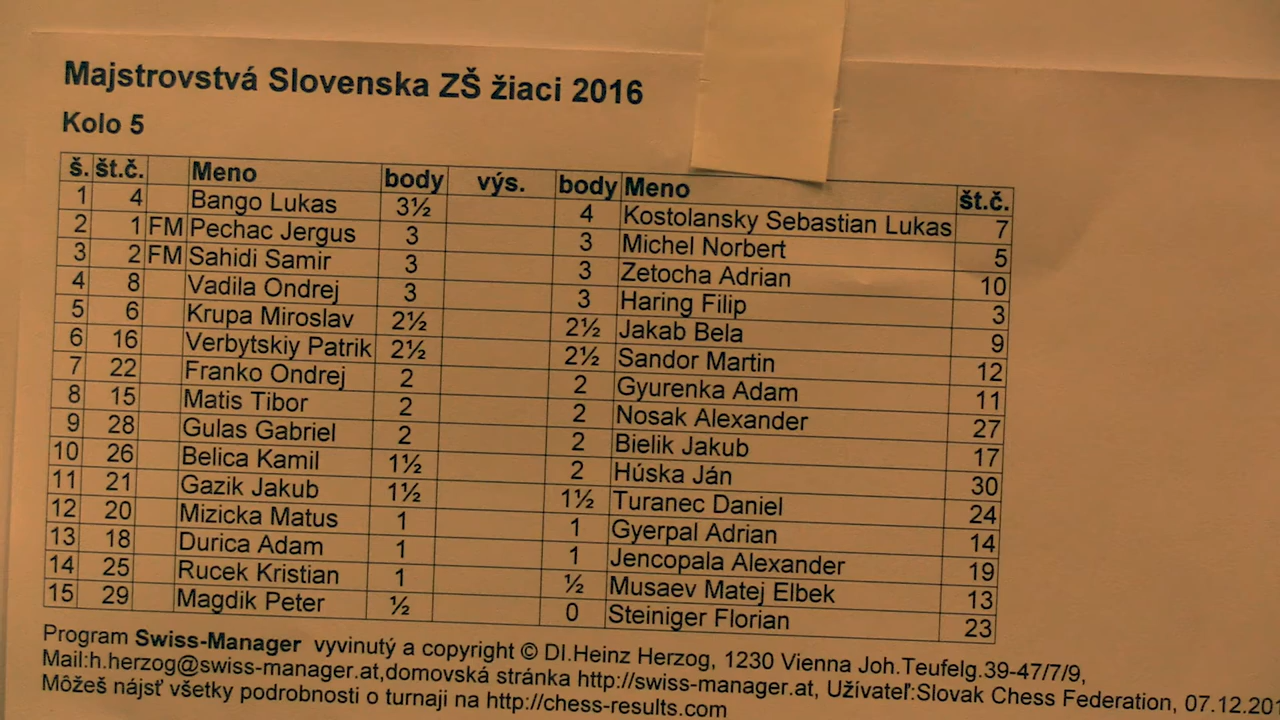 Majstrovstvá Slovenska ZŠ žiaci 2016
Kolo 5
š. št.č. Meno body výs. body Meno št.č.
1 4 Bango Lukas 3½ 4 Kostolansky Sebastian Lukas 7
2 1 FM Pechac Jergus 3 3 Michel Norbert 5
3 2 FM Sahidi Samir 3 3 Zetocha Adrian 10
4 8 Vadila Ondrej 3 3 Haring Filip 3
5 6 Krupa Miroslav 2½ 2½ Jakab Bela 9
6 16 Verbytskiy Patrik 2½ 2½ Sandor Martin 12
7 22 Franko Ondrej 2 2 Gyurenka Adam 11
8 15 Matis Tibor 2 2 Nosak Alexander 27
9 28 Gulas Gabriel 2 2 Bielik Jakub 17
10 26 Belica Kamil 1½ 2 Húska Ján 30
11 21 Gazik Jakub 1½ 1½ Turanec Daniel 24
12 20 Mizicka Matus 1 1 Gyerpal Adrian 14
13 18 Durica Adam 1 1 Jencopala Alexander 19
14 25 Rucek Kristian 1 ½ Musaev Matej Elbek 13
15 29 Magdik Peter ½ 0 Steiniger Florian 23
Program Swiss-Manager vyvinutý a copyright © DI.Heinz Herzog, 1230 Vienna Joh.Teufelg.39-47/7/9,
Mail:h.herzog@swiss-manager.at,domovská stránka http://swiss-manager.at, Užívateľ:Slovak Chess Federation, 07.12.201
Môžeš nájsť všetky podrobnosti o turnaji na http://chess-results.com